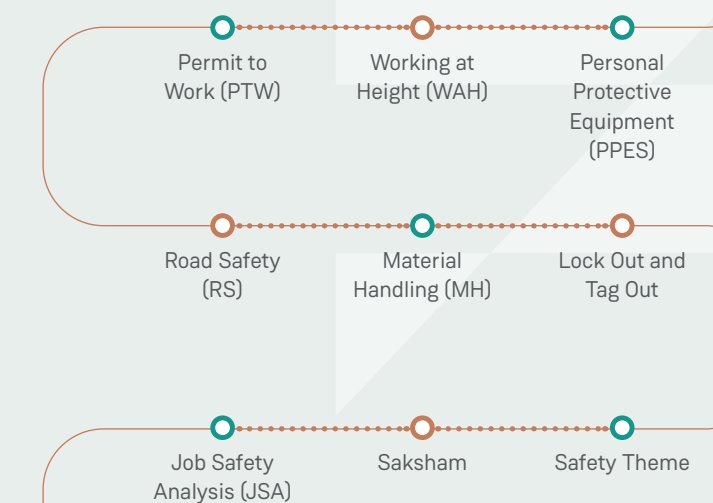 Permit to
Work (PTW)
Working at
Height (WAH)
Personal
Protective
Equipment
(PPES)
Road Safety
(RS)
Material
Handling (MH)
Lock Out and
Tag Out
Job Safety
Analysis (JSA)
Saksham
Safety Theme